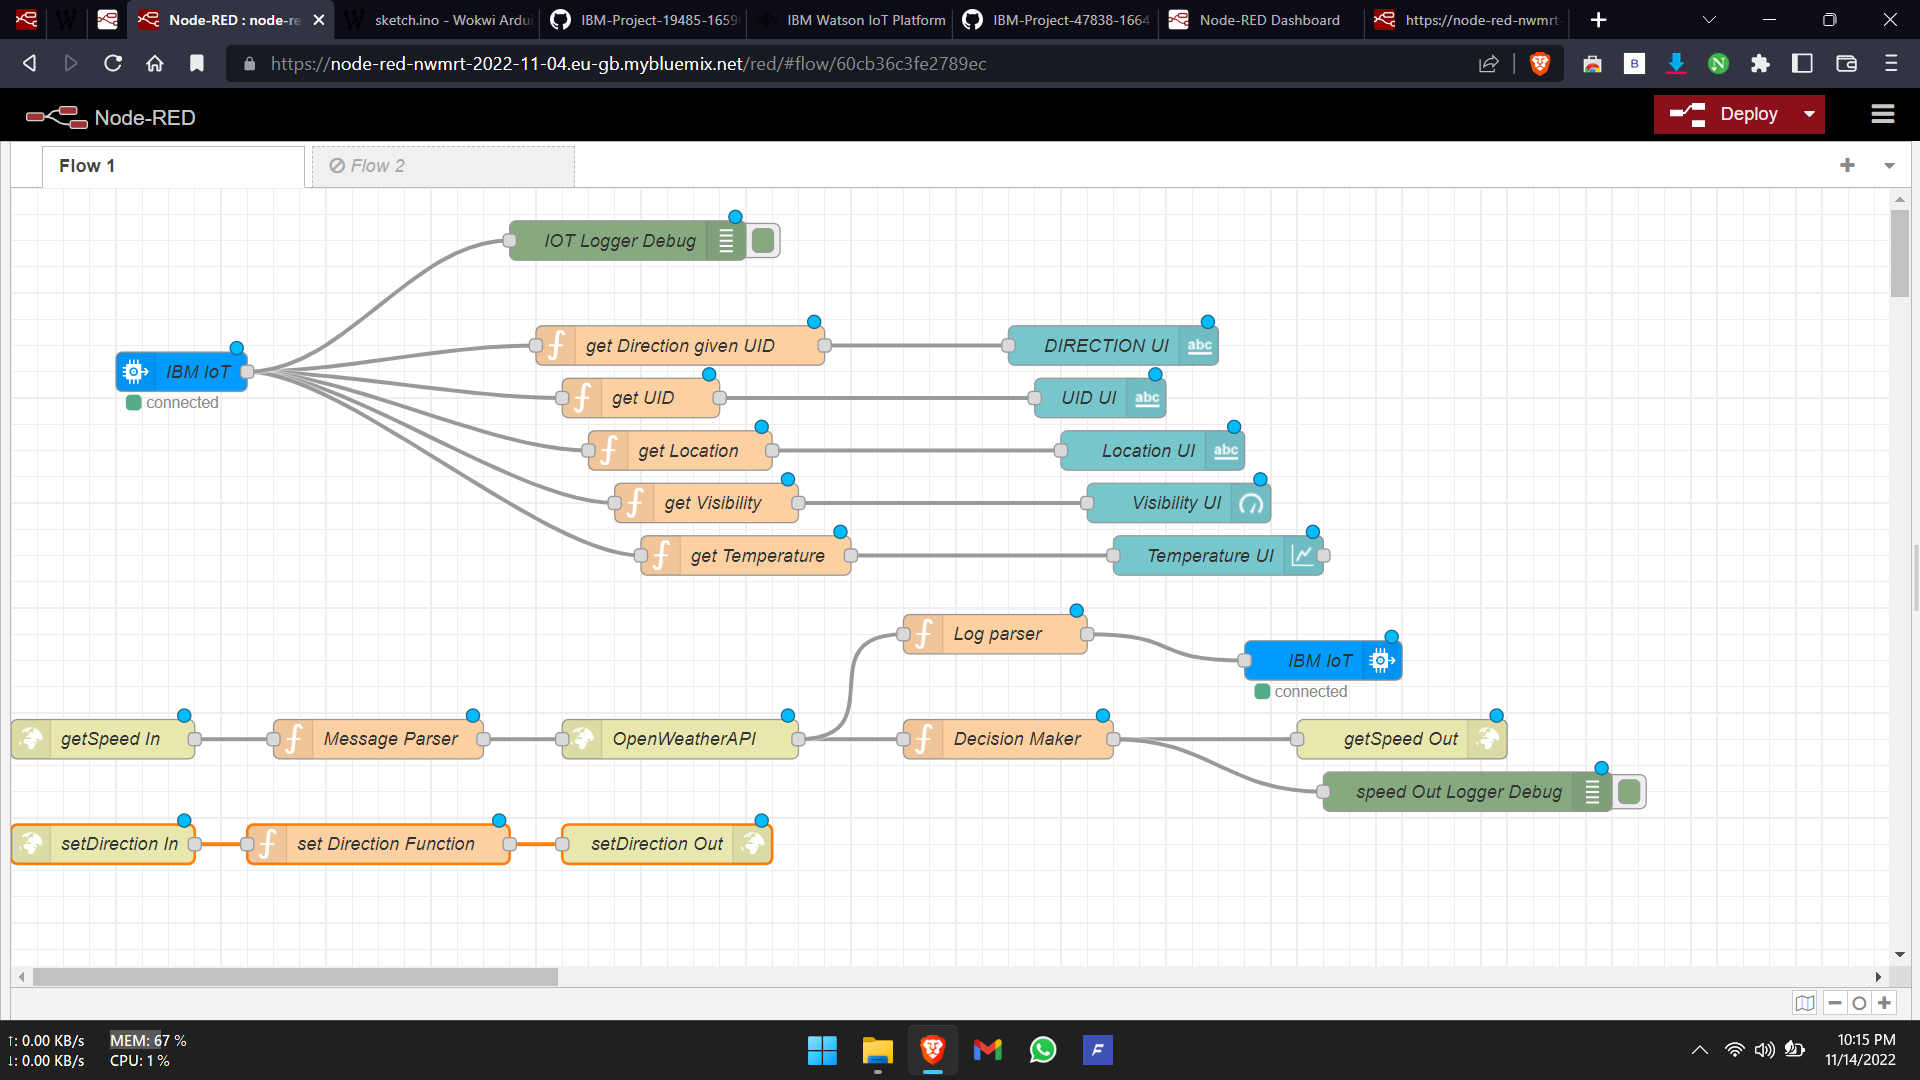 Node-RED : node-re
sketch.ino - Wokwi Ardui
IBM-Project-19485-1659
IBM Watson IoT Platform
IBM-Project-47838-1664
Node-RED Dashboard
https://node-red-nwmrt-
https://node-red-nwmrt-2022-11-04.eu-gb.mybluemix.net/red/#flow/60cb36c3fe2789ec
Node-RED
Deploy
Flow 1
Flow 2
IOT Logger Debug
get Direction given UID
DIRECTION UI
abc
IBM IoT
connected
get UID
UID UI
abc
get Location
Location UI
abc
get Visibility
Visibility UI
get Temperature
Temperature UI
Log parser
IBM IoT
connected
getSpeed In
Message Parser
OpenWeatherAPI
Decision Maker
getSpeed Out
speed Out Logger Debug
setDirection In
set Direction Function
setDirection Out
↑: 0.00 KB/s
MEM: 67 %
↓: 0.00 KB/s
CPU: 1 %
10:15 PM
11/14/2022